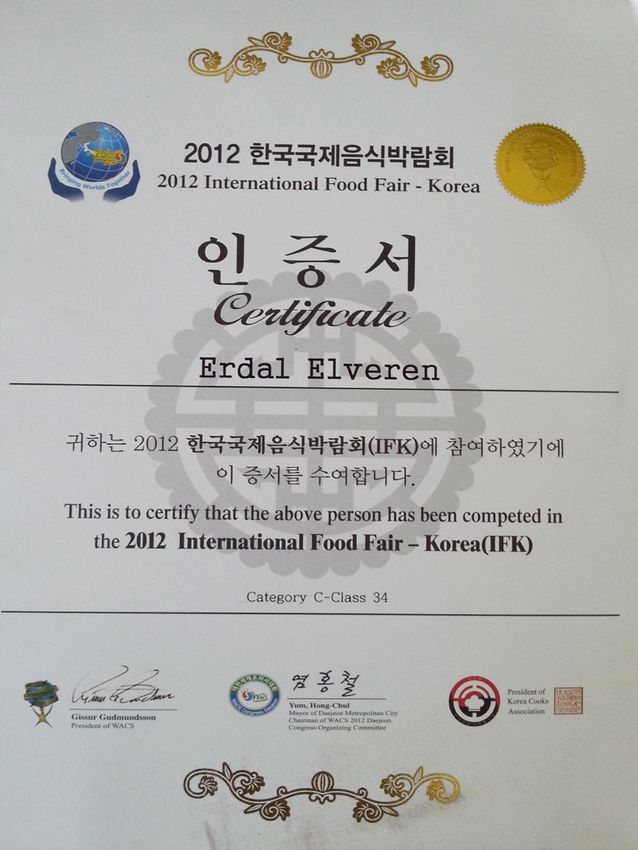 Bringing Worlds Together
2012 한국국제음식박람회
2012 International Food Fair - Korea
인증서
Certificate
Erdal Elveren
귀하는 2012 한국국제음식박람회(IFK)에 참여하였기에
이 증서를 수여합니다.
This is to certify that the above person has been competed in
the 2012 International Food Fair – Korea(IFK)
Category C-Class 34
Gissur Gudmundsson
President of WACS
염홍철
Yum, Hong-Chul
Mayor of Daejeon Metropolitan City
Chairman of WACS 2012 Daejeon
Congress Organizing Committee
President of
Korea Cooks
Association